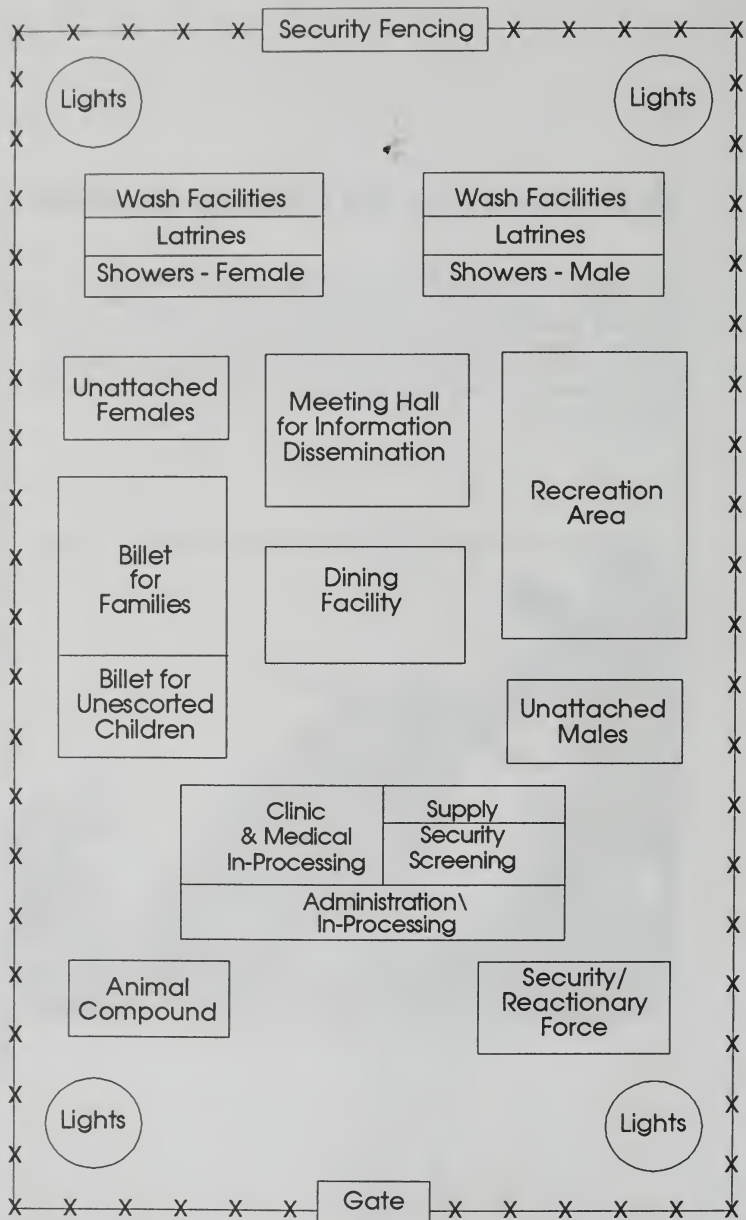 Security Fencing
Lights
Lights
Wash Facilities
Latrines
Showers - Female
Wash Facilities
Latrines
Showers - Male
Unattached
Females
Meeting Hall
for Information
Dissemination
Recreation
Area
Billet
for
Families
Dining
Facility
Billet for
Unescorted
Children
Unattached
Males
Clinic
& Medical
In-Processing
Supply
Security
Screening
Administration\
In-Processing
Animal
Compound
Security/
Reactionary
Force
Lights
Lights
Gate